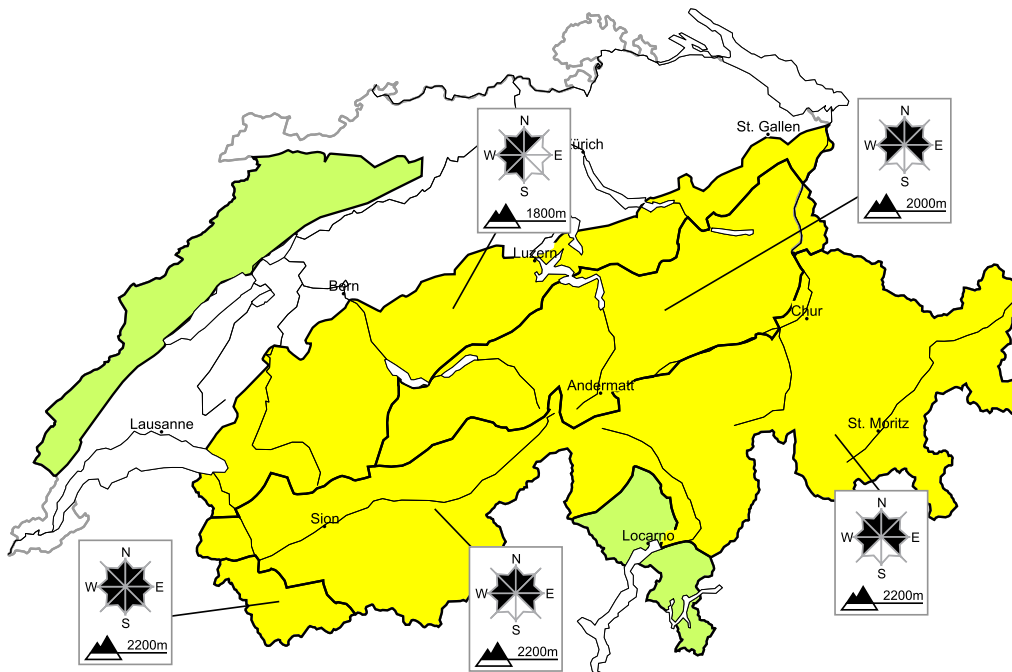 N
W E
S
1800m
ürich
St. Gallen
N
W E
S
2000m
Luzern
Bern
Chur
Andermatt
Lausanne
St. Moritz
Sion
Locarno
N
W E
S
2200m
N
W E
S
2200m
N
W E
S
2200m